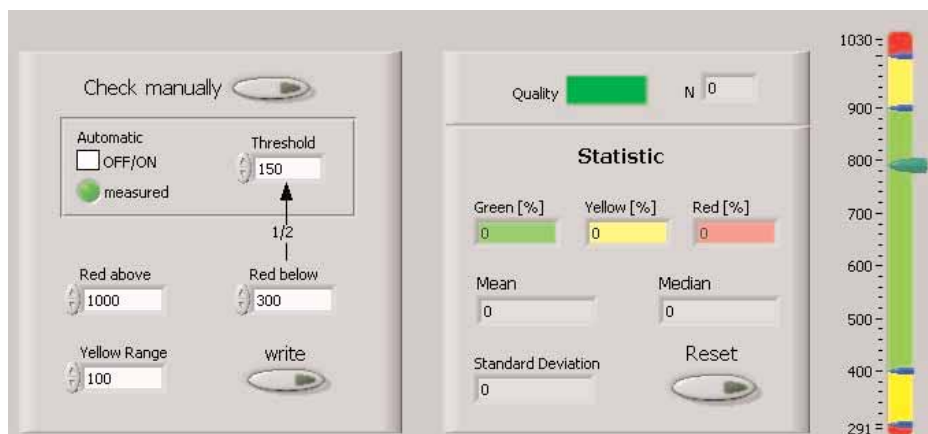 Check manually
Automatic
OFF/ON
measured
Threshold
150
1/2
Red above
1000
Red below
300
Yellow Range
100
write
Quality
N 0
Statistic
Green [%] Yellow [%] Red [%]
0 0 0
Mean Median
0 0
Standard Deviation
0
Reset
1030
900
800
700
600
500
400
291